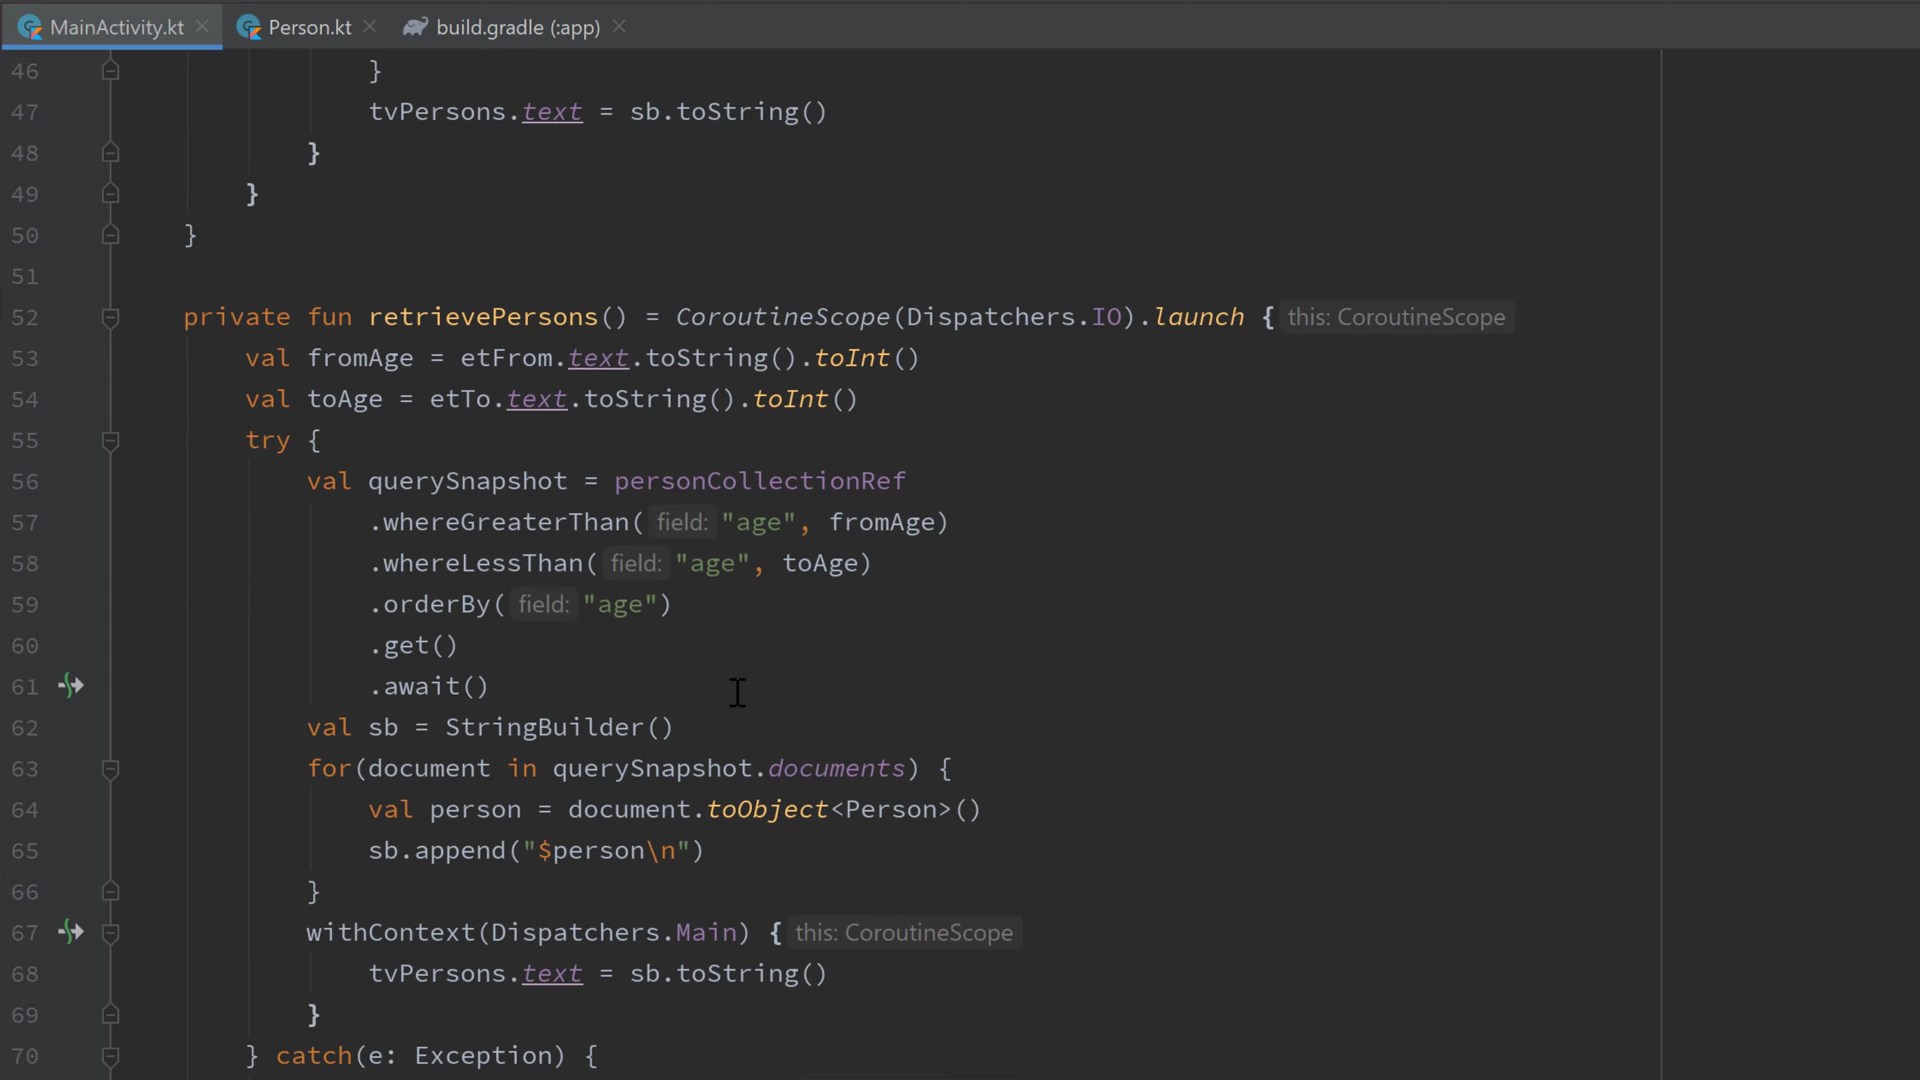 MainActivity.kt Person.kt build.gradle (:app)
46 }
47 tvPersons.text = sb.toString()
48 }
49 }
50 }
51
52 private fun retrievePersons() = CoroutineScope(Dispatchers.IO).launch { this: CoroutineScope
53 val fromAge = etFrom.text.toString().toInt()
54 val toAge = etTo.text.toString().toInt()
55 try {
56 val querySnapshot = personCollectionRef
57 .whereGreaterThan( field: "age", fromAge)
58 .whereLessThan( field: "age", toAge)
59 .orderBy( field: "age")
60 .get()
61 .await()
62 val sb = StringBuilder()
63 for(document in querySnapshot.documents) {
64 val person = document.toObject<Person>()
65 sb.append("$person\n")
66 }
67 withContext(Dispatchers.Main) { this: CoroutineScope
68 tvPersons.text = sb.toString()
69 }
70 } catch(e: Exception) {